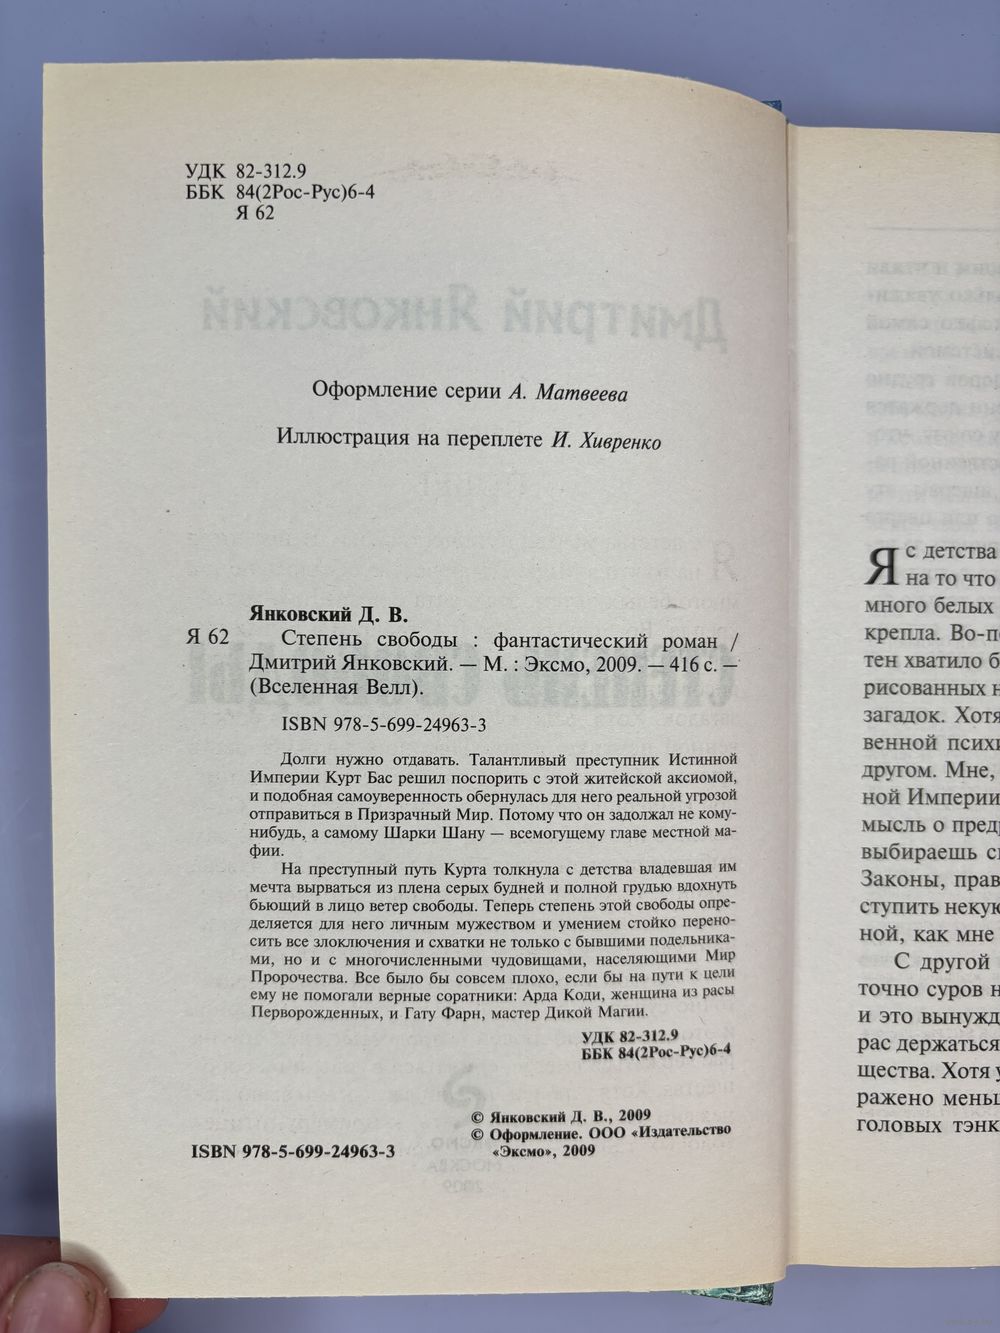 УДК 82-312.9
ББК 84(2Рос-Рус)6-4
Я 62
Оформление серии А. Матвеева
Иллюстрация на переплете И. Хивренко
Янковский Д. В.
Я 62 Степень свободы : фантастический роман /
Дмитрий Янковский. — М. : Эксмо, 2009. — 416 с. —
(Вселенная Велл).
ISBN 978-5-699-24963-3
Долги нужно отдавать. Талантливый преступник Истинной
Империи Курт Бас решил поспорить с этой житейской аксиомой,
и подобная самоуверенность обернулась для него реальной угрозой
отправиться в Призрачный Мир. Потому что он задолжал не кому-
нибудь, а самому Шарки Шану — всемогущему главе местной ма-
фии.
На преступный путь Курта толкнула с детства владевшая им
мечта вырваться из плена серых будней и полной грудью вдохнуть
бьющий в лицо ветер свободы. Теперь степень этой свободы опре-
деляется для него личным мужеством и умением стойко перено-
сить все злоключения и схватки не только с бывшими подельника-
ми, но и с многочисленными чудовищами, населяющими Мир
Пророчества. Все было бы совсем плохо, если бы на пути к цели
ему не помогали верные соратники: Арда Коди, женщина из расы
Перворожденных, и Гату Фарн, мастер Дикой Магии.
УДК 82-312.9
ББК 84(2Рос-Рус)6-4
© Янковский Д. В., 2009
© Оформление. ООО «Издательство
«Эксмо», 2009
ISBN 978-5-699-24963-3
Я с детства
на то что
много белых
крепла. Во-п
тен хватило б
рисованных н
загадок. Хотя
венной психи
другом. Мне,
ной Империи
мысль о пред
выбираешь с
Законы, прав
ступить некую
ной, как мне
С другой
точно суров н
и это вынужд
рас держаться
щества. Хотя у
ражено меньш
головых тэнк